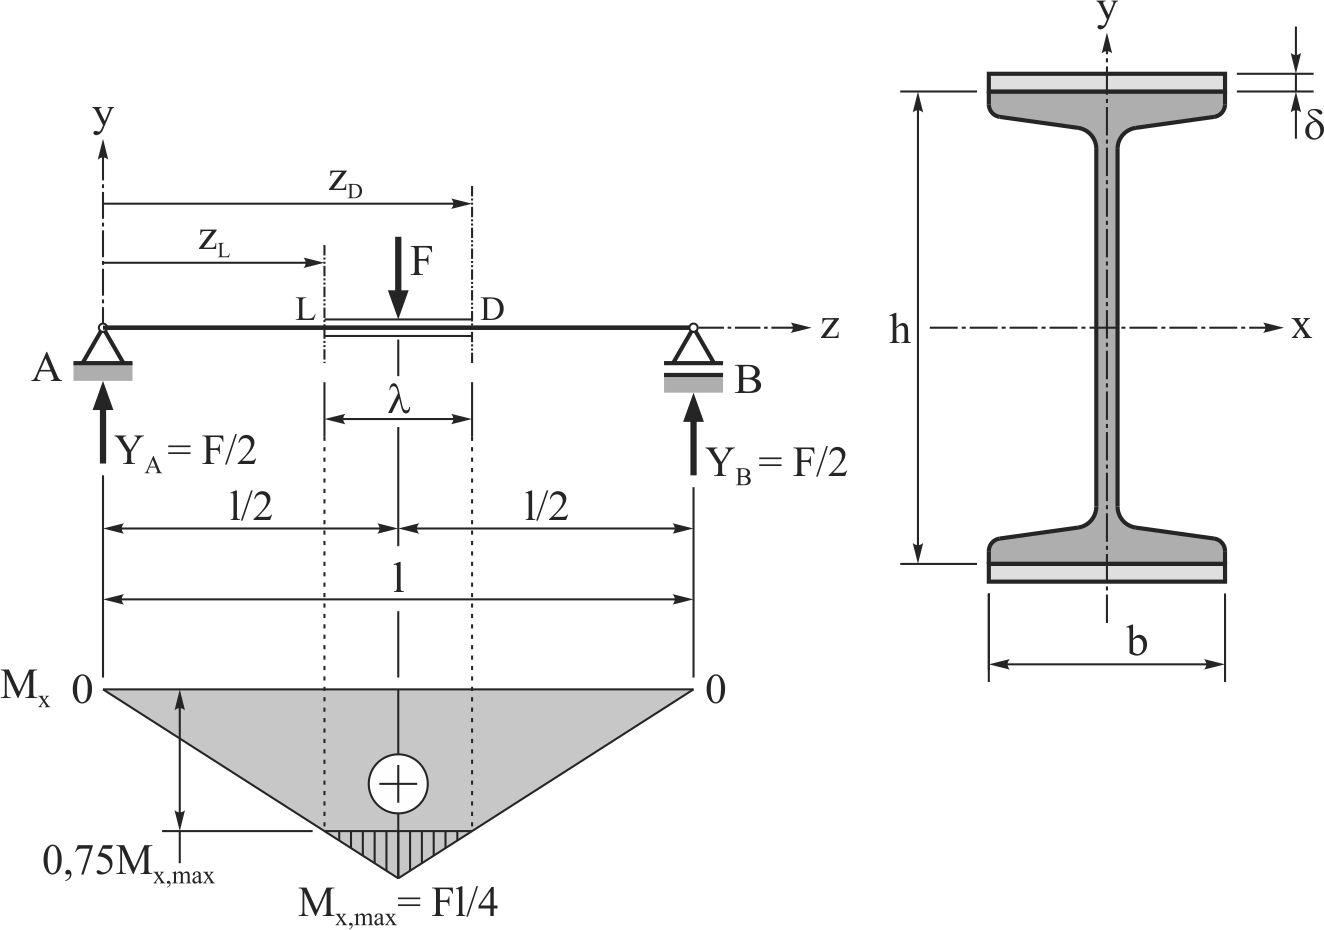 y
y
z_D
z_L
F
δ
L
D
z
h
x
A
B
λ
Y_A = F/2
Y_B = F/2
l/2
l/2
l
b
M_x
0
0
0,75M_x,max
M_x,max = Fl/4